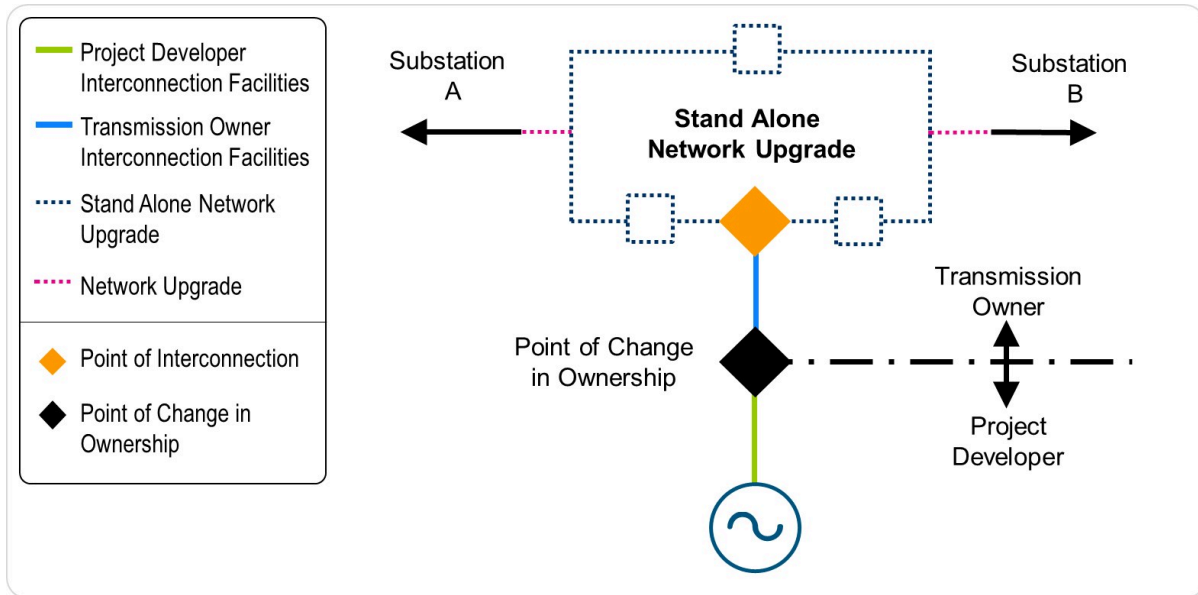 Project Developer
Interconnection Facilities
Transmission Owner
Interconnection Facilities
Stand Alone Network
Upgrade
Network Upgrade
Point of Interconnection
Point of Change in
Ownership
Substation
A
Stand Alone
Network Upgrade
Substation
B
Point of Change
in Ownership
Transmission
Owner
Project
Developer